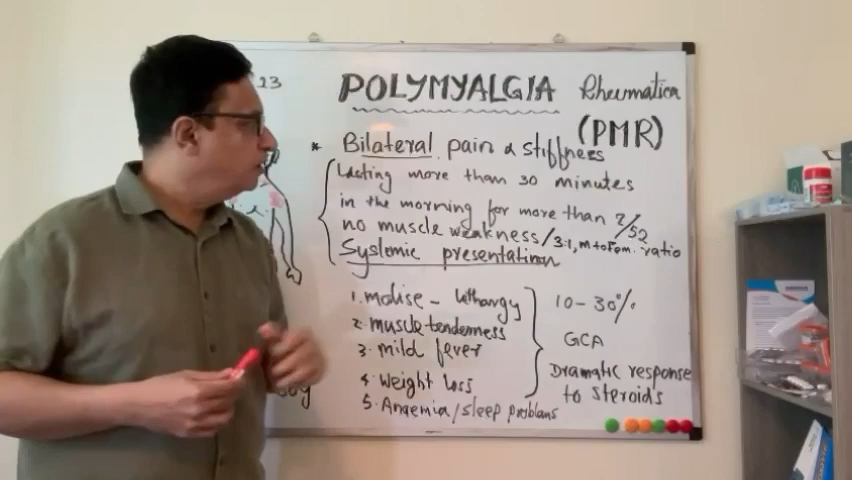 23
POLYMYALGIA Rheumatica
(PMR)
* Bilateral pain & stiffness
Lasting more than 30 minutes
in the morning for more than 2/52
no muscle weakness/3:1, m to Fem. ratio
Systemic presentation
1. malise - lethargy
2. muscle tenderness
3. mild fever
4. Weight loss
5. Anaemia/sleep problems
10-30%
GCA
Dramatic response
to steroids